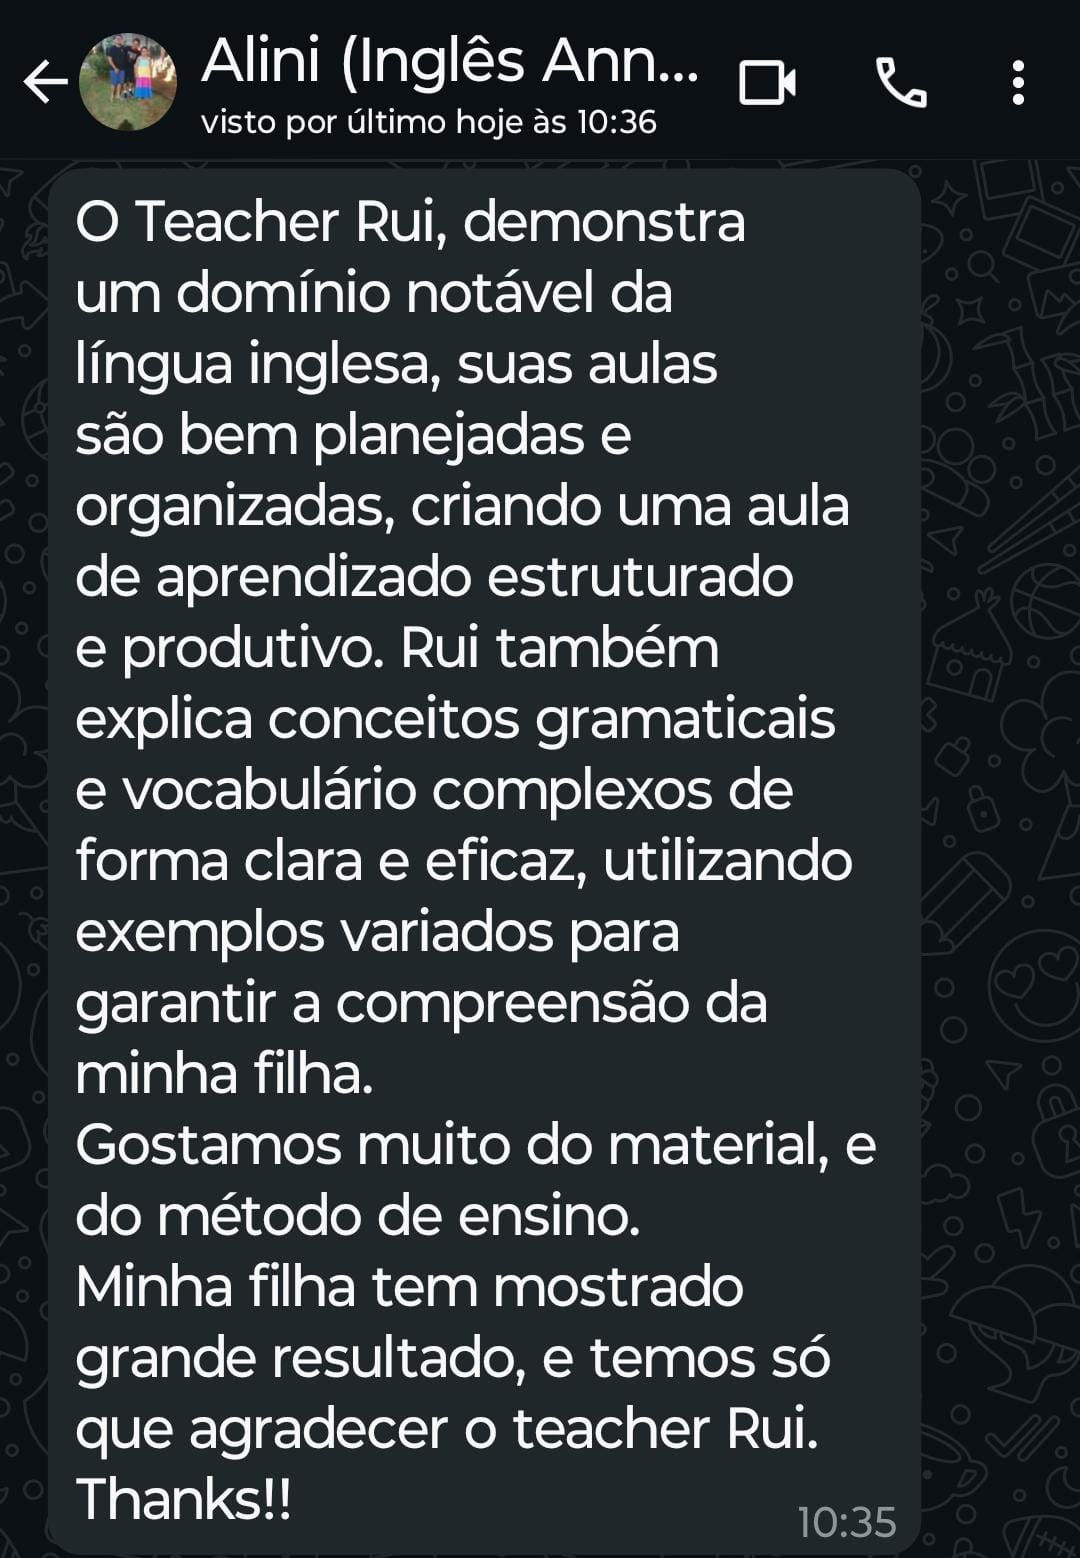 Alini (Inglês Ann...
visto por último hoje às 10:36
O Teacher Rui, demonstra
um domínio notável da
língua inglesa, suas aulas
são bem planejadas e
organizadas, criando uma aula
de aprendizado estruturado
e produtivo. Rui também
explica conceitos gramaticais
e vocabulário complexos de
forma clara e eficaz, utilizando
exemplos variados para
garantir a compreensão da
minha filha.
Gostamos muito do material, e
do método de ensino.
Minha filha tem mostrado
grande resultado, e temos só
que agradecer o teacher Rui.
Thanks!!
10:35